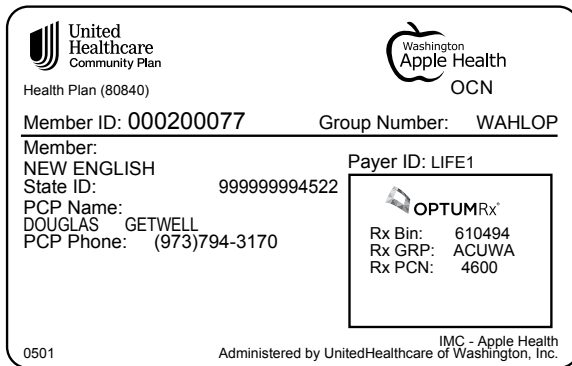 United
Healthcare
Community Plan
Washington
Apple Health
Health Plan (80840)
OCN
Member ID: 000200077
Group Number: WAHLOP
Member:
NEW ENGLISH
State ID: 999999994522
PCP Name:
DOUGLAS GETWELL
PCP Phone: (973)794-3170
Payer ID: LIFE1
OPTUMRx®
Rx Bin: 610494
Rx GRP: ACUWA
Rx PCN: 4600
IMC - Apple Health
0501
Administered by UnitedHealthcare of Washington, Inc.